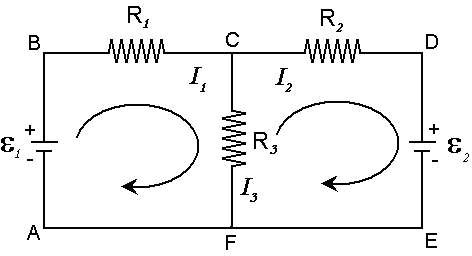 R1 R2
B C D
I1 I2
+ +
ε1 R3 ε2
- -
I3
A F E